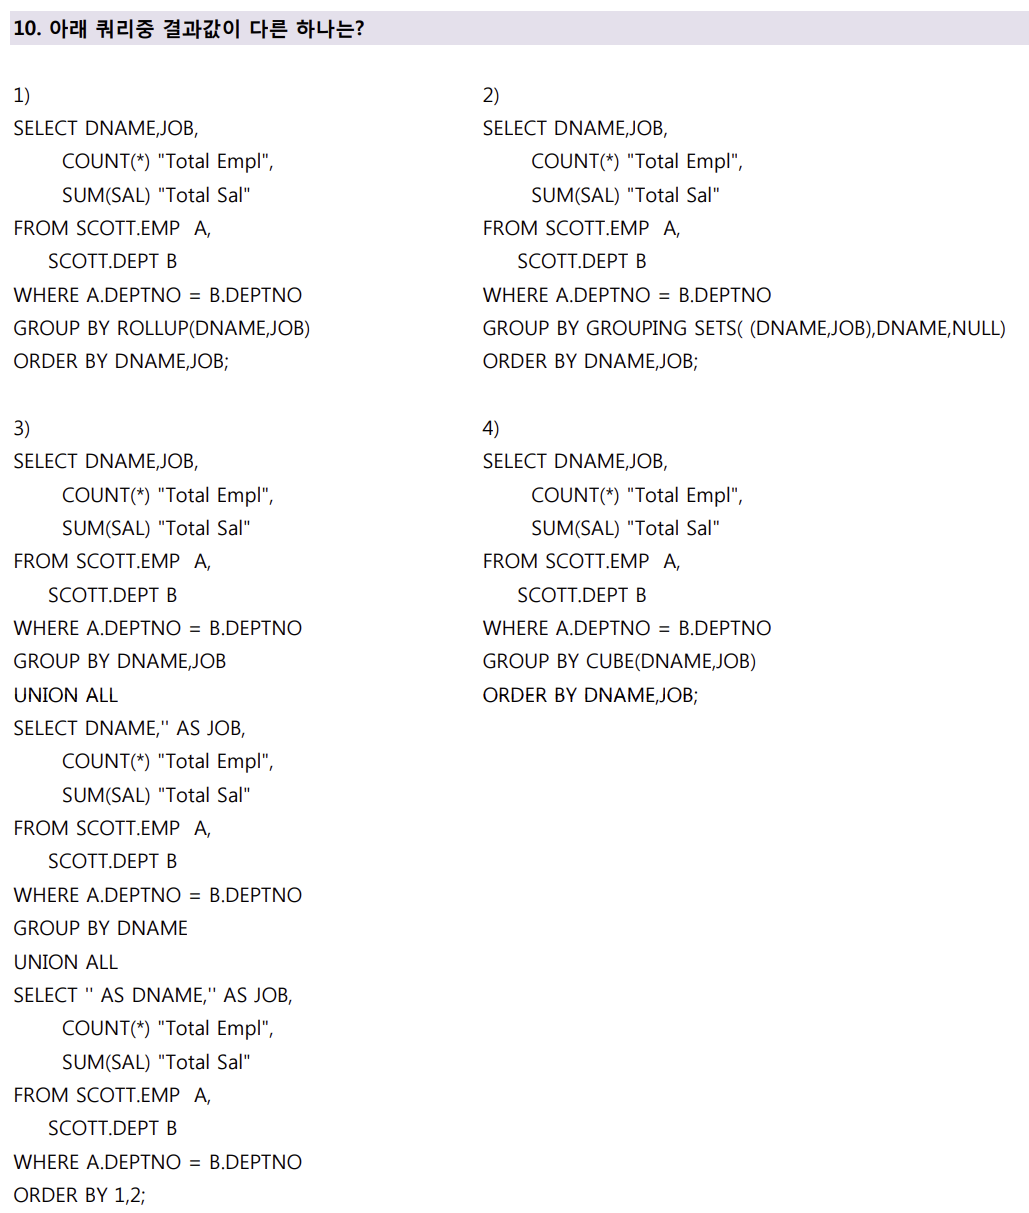 10. 아래 쿼리중 결과값이 다른 하나는?
1)
SELECT DNAME,JOB,
COUNT(*) "Total Empl",
SUM(SAL) "Total Sal"
FROM SCOTT.EMP  A,
SCOTT.DEPT B
WHERE A.DEPTNO = B.DEPTNO
GROUP BY ROLLUP(DNAME,JOB)
ORDER BY DNAME,JOB;
2)
SELECT DNAME,JOB,
COUNT(*) "Total Empl",
SUM(SAL) "Total Sal"
FROM SCOTT.EMP  A,
SCOTT.DEPT B
WHERE A.DEPTNO = B.DEPTNO
GROUP BY GROUPING SETS( (DNAME,JOB),DNAME,NULL)
ORDER BY DNAME,JOB;
3)
SELECT DNAME,JOB,
COUNT(*) "Total Empl",
SUM(SAL) "Total Sal"
FROM SCOTT.EMP  A,
SCOTT.DEPT B
WHERE A.DEPTNO = B.DEPTNO
GROUP BY DNAME,JOB
UNION ALL
SELECT DNAME,'' AS JOB,
COUNT(*) "Total Empl",
SUM(SAL) "Total Sal"
FROM SCOTT.EMP  A,
SCOTT.DEPT B
WHERE A.DEPTNO = B.DEPTNO
GROUP BY DNAME
UNION ALL
SELECT '' AS DNAME,'' AS JOB,
COUNT(*) "Total Empl",
SUM(SAL) "Total Sal"
FROM SCOTT.EMP  A,
SCOTT.DEPT B
WHERE A.DEPTNO = B.DEPTNO
ORDER BY 1,2;
4)
SELECT DNAME,JOB,
COUNT(*) "Total Empl",
SUM(SAL) "Total Sal"
FROM SCOTT.EMP  A,
SCOTT.DEPT B
WHERE A.DEPTNO = B.DEPTNO
GROUP BY CUBE(DNAME,JOB)
ORDER BY DNAME,JOB;